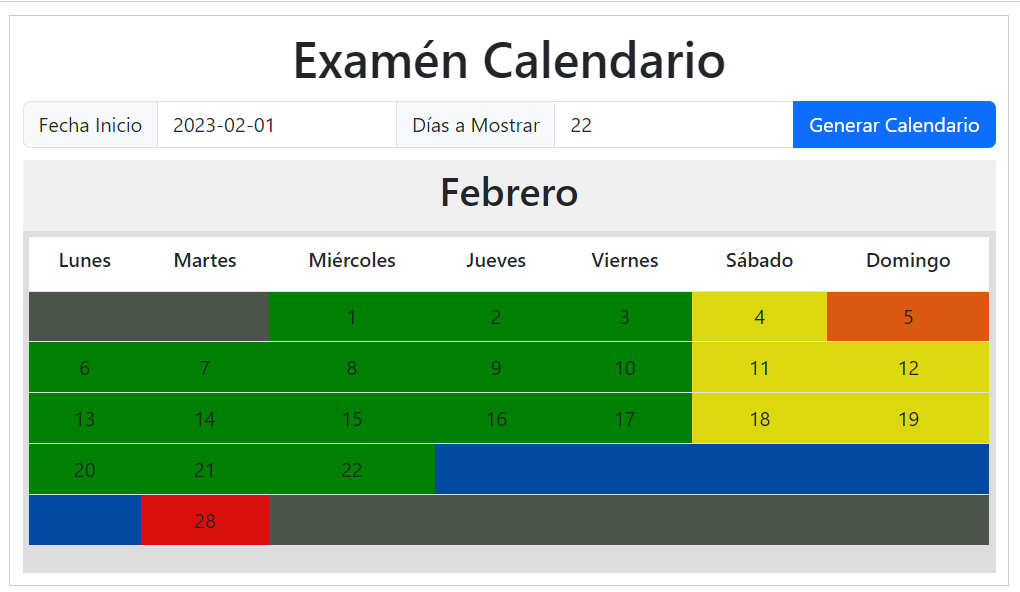 Examén Calendario
Fecha Inicio 2023-02-01 Días a Mostrar 22 Generar Calendario
Febrero
Lunes Martes Miércoles Jueves Viernes Sábado Domingo
1 2 3 4 5
6 7 8 9 10 11 12
13 14 15 16 17 18 19
20 21 22
28